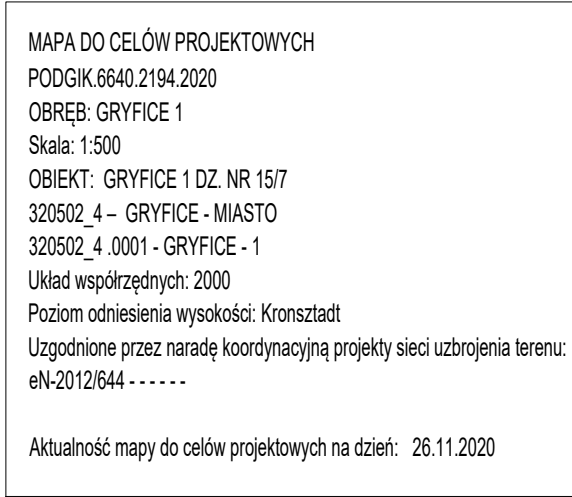 MAPA DO CELÓW PROJEKTOWYCH
PODGIK.6640.2194.2020
OBRĘB: GRYFICE 1
Skala: 1:500
OBIEKT: GRYFICE 1 DZ. NR 15/7
320502_4 – GRYFICE - MIASTO
320502_4 .0001 - GRYFICE - 1
Układ współrzędnych: 2000
Poziom odniesienia wysokości: Kronsztadt
Uzgodnione przez naradę koordynacyjną projekty sieci uzbrojenia terenu:
eN-2012/644 - - - - - -
Aktualność mapy do celów projektowych na dzień: 26.11.2020